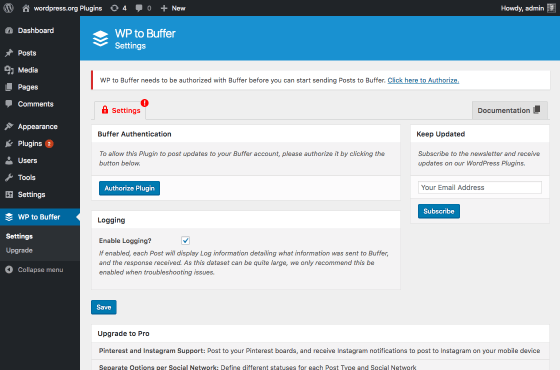 wordpress.org Plugins
4
0
New
Howdy, admin
Dashboard
Posts
Media
Pages
Comments
Appearance
Plugins 2
Users
Tools
Settings
WP to Buffer
Settings
Upgrade
Collapse menu
WP to Buffer
Settings
WP to Buffer needs to be authorized with Buffer before you can start sending Posts to Buffer. Click here to Authorize.
Settings !
Documentation
Buffer Authentication
To allow this Plugin to post updates to your Buffer account, please authorize it by clicking the
button below.
Authorize Plugin
Logging
Enable Logging?
If enabled, each Post will display Log information detailing what information was sent to Buffer,
and the response received. As this dataset can be quite large, we only recommend this be
enabled when troubleshooting issues.
Save
Keep Updated
Subscribe to the newsletter and receive
updates on our WordPress Plugins.
Your Email Address
Subscribe
Upgrade to Pro
Pinterest and Instagram Support: Post to your Pinterest boards, and receive Instagram notifications to post to Instagram on your mobile device
Separate Options per Social Network: Define different statuses for each Post Type and Social Network